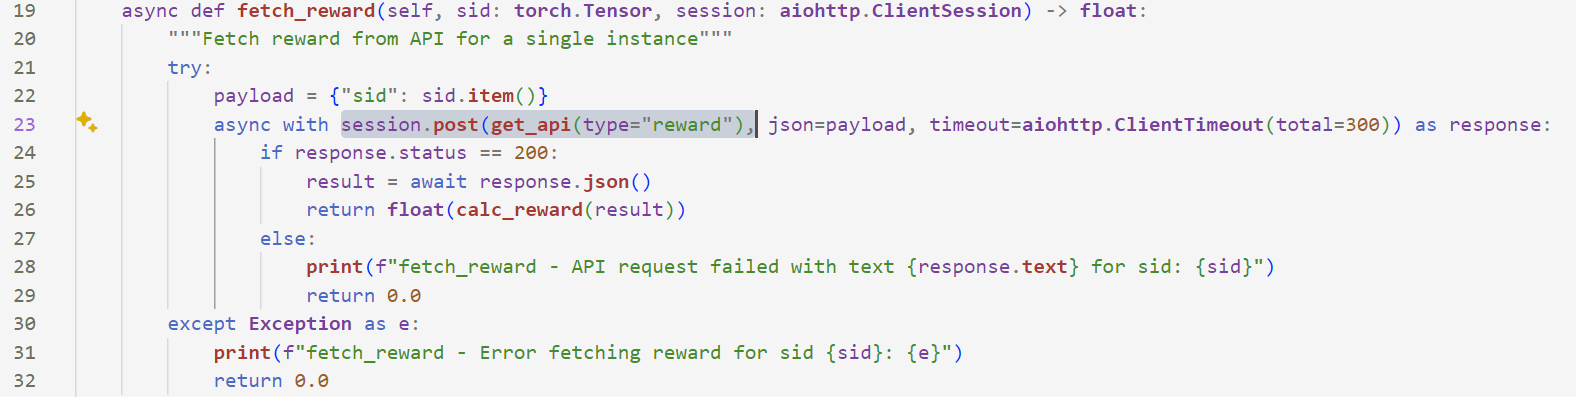 19 async def fetch_reward(self, sid: torch.Tensor, session: aiohttp.ClientSession) -> float:
20 """Fetch reward from API for a single instance"""
21 try:
22 payload = {"sid": sid.item()}
23 async with session.post(get_api(type="reward"), json=payload, timeout=aiohttp.ClientTimeout(total=300)) as response:
24 if response.status == 200:
25 result = await response.json()
26 return float(calc_reward(result))
27 else:
28 print(f"fetch_reward - API request failed with text {response.text} for sid: {sid}")
29 return 0.0
30 except Exception as e:
31 print(f"fetch_reward - Error fetching reward for sid {sid}: {e}")
32 return 0.0